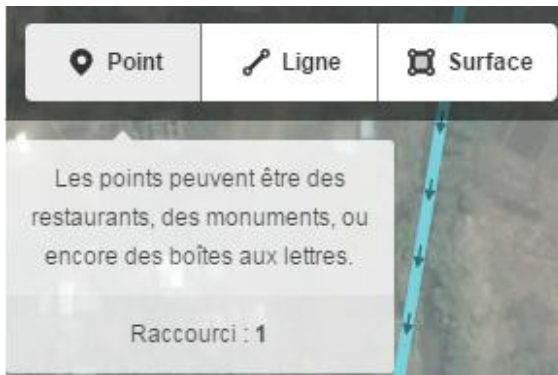 Point Ligne Surface
Les points peuvent être des
restaurants, des monuments, ou
encore des boîtes aux lettres.
Raccourci : 1